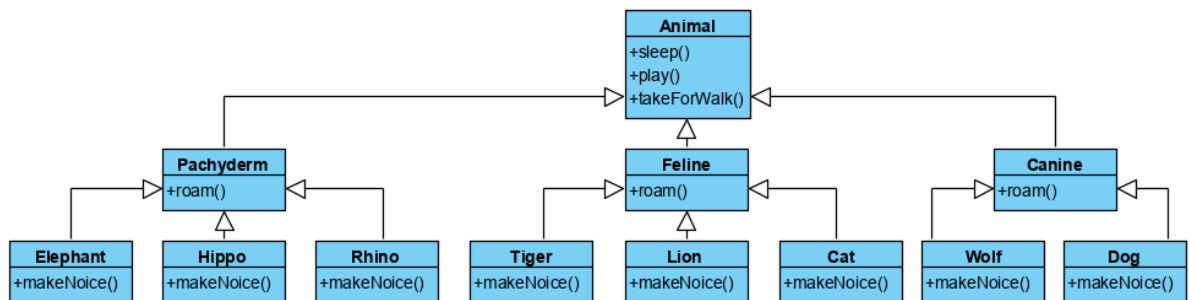 Animal
+sleep()
+play()
+takeForWalk()
Pachyderm
+roam()
Feline
+roam()
Canine
+roam()
Elephant
+makeNoice()
Hippo
+makeNoice()
Rhino
+makeNoice()
Tiger
+makeNoice()
Lion
+makeNoice()
Cat
+makeNoice()
Wolf
+makeNoice()
Dog
+makeNoice()